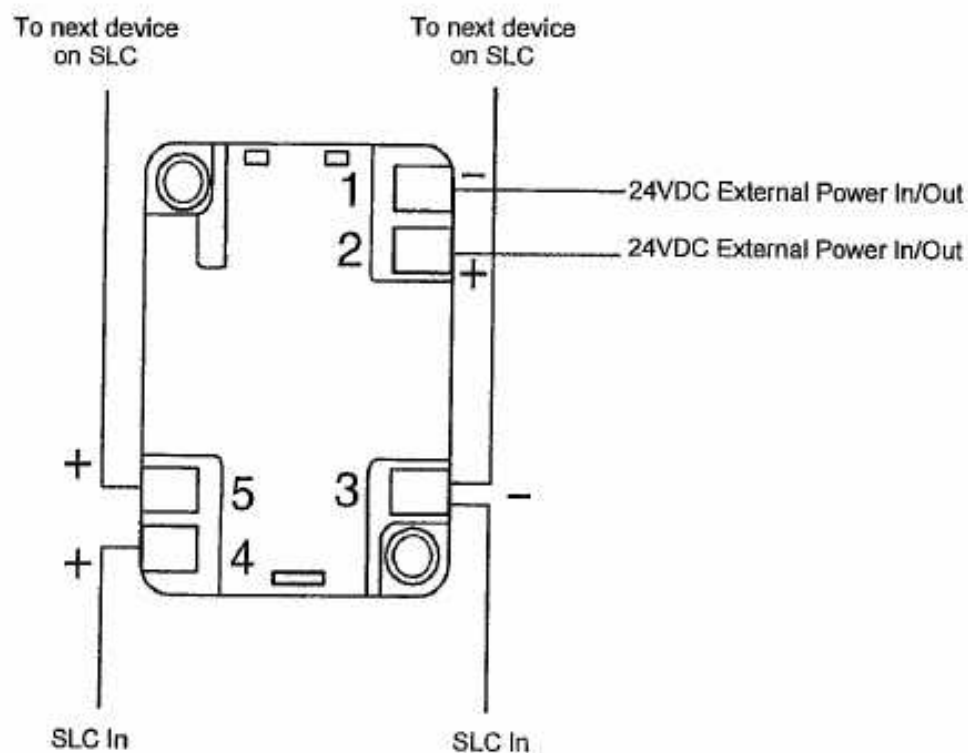 To next device
on SLC
To next device
on SLC
1
-
24VDC External Power In/Out
2
+
24VDC External Power In/Out
+
5
3
-
+
4
SLC In
SLC In